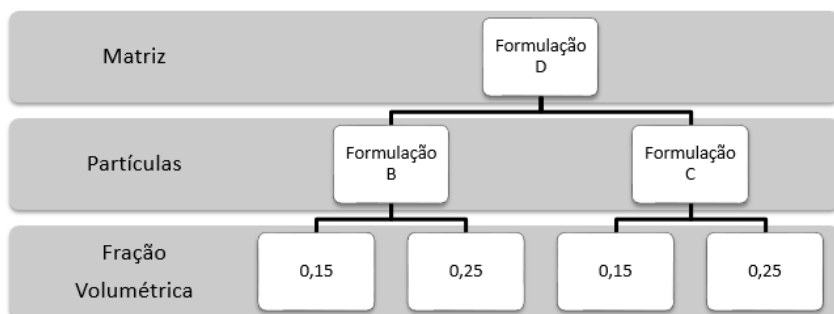 Matriz
Formulação
D
Partículas
Formulação
B
Formulação
C
Fração
Volumétrica
0,15
0,25
0,15
0,25